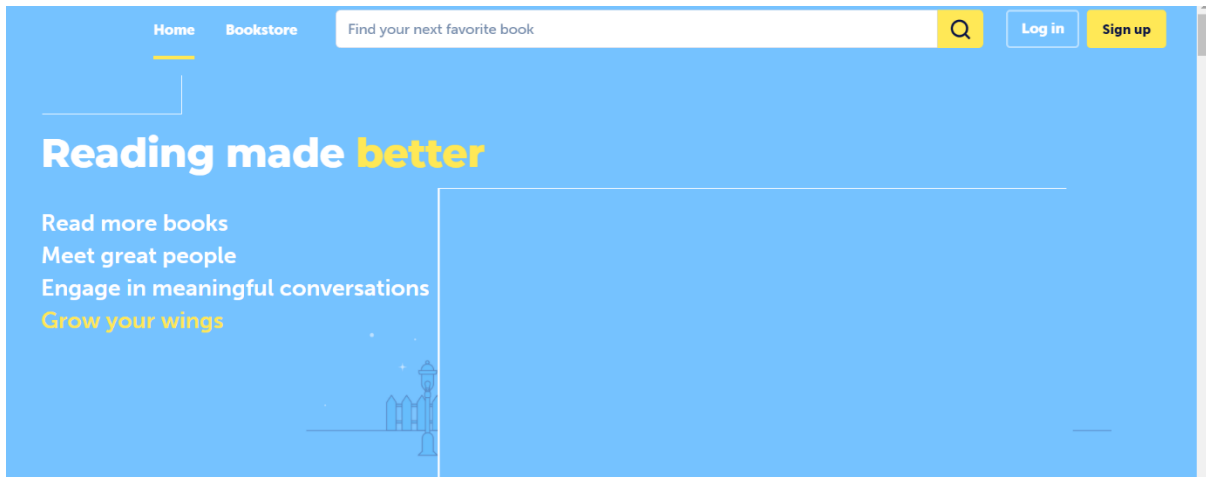 Home
Bookstore
Find your next favorite book
Log in
Sign up
Reading made better
Read more books
Meet great people
Engage in meaningful conversations
Grow your wings